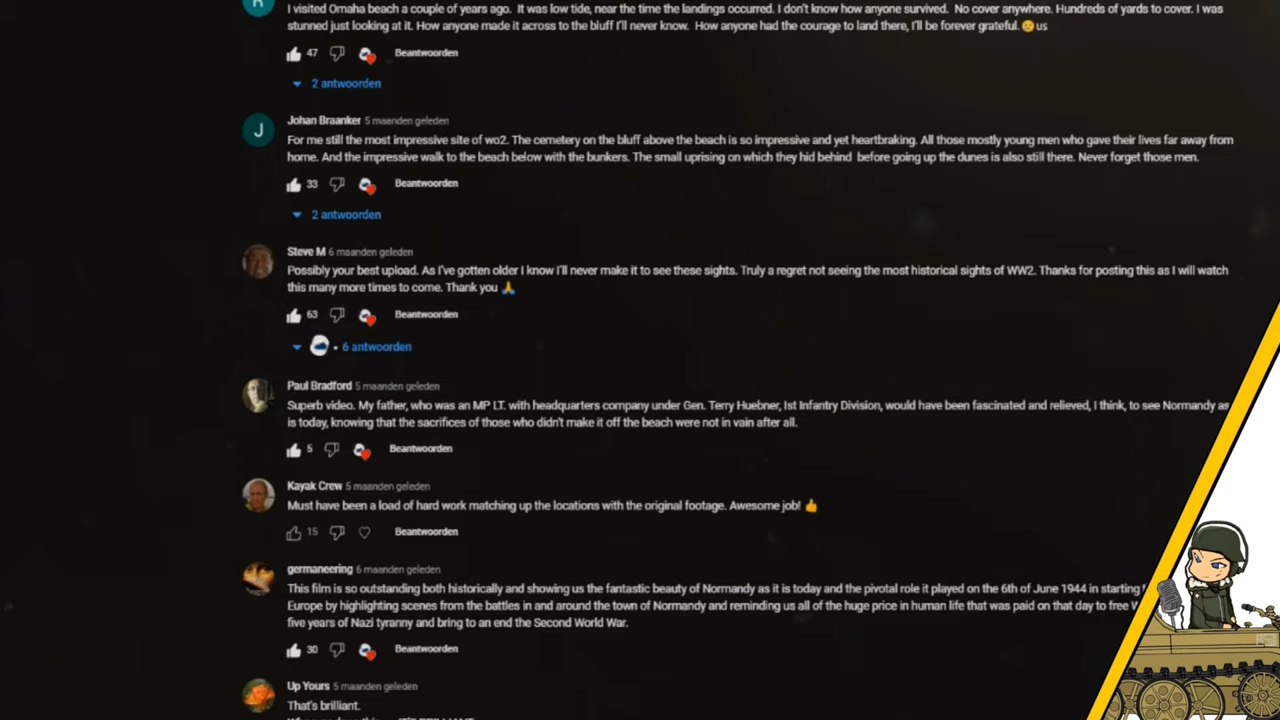 I visited Omaha beach a couple of years ago. It was low tide, near the time the landings occurred. I don't know how anyone survived. No cover anywhere. Hundreds of yards to cover. I was
stunned just looking at it. How anyone made it across to the bluff I'll never know. How anyone had the courage to land there, I'll be forever grateful.😢us
47 Beantwoorden
2 antwoorden
J
Johan Braanker 5 maanden geleden
For me still the most impressive site of wo2. The cemetery on the bluff above the beach is so impressive and yet heartbraking. All those mostly young men who gave their lives far away from
home. And the impressive walk to the beach below with the bunkers. The small uprising on which they hid behind before going up the dunes is also still there. Never forget those men.
33 Beantwoorden
2 antwoorden
Steve M 6 maanden geleden
Possibly your best upload. As I've gotten older I know I'll never make it to see these sights. Truly a regret not seeing the most historical sights of WW2. Thanks for posting this as I will watch
this many more times to come. Thank you 🙏
63 Beantwoorden
• 6 antwoorden
Paul Bradford 5 maanden geleden
Superb video. My father, who was an MP LT. with headquarters company under Gen. Terry Huebner, Ist Infantry Division, would have been fascinated and relieved, I think, to see Normandy as
is today, knowing that the sacrifices of those who didn't make it off the beach were not in vain after all.
5 Beantwoorden
Kayak Crew 5 maanden geleden
Must have been a load of hard work matching up the locations with the original footage. Awesome job! 👍
15 Beantwoorden
germaneering 6 maanden geleden
This film is so outstanding both historically and showing us the fantastic beauty of Normandy as it is today and the pivotal role it played on the 6th of June 1944 in starting
Europe by highlighting scenes from the battles in and around the town of Normandy and reminding us all of the huge price in human life that was paid on that day to free
five years of Nazi tyranny and bring to an end the Second World War.
30 Beantwoorden
Up Yours 5 maanden geleden
That's brilliant.